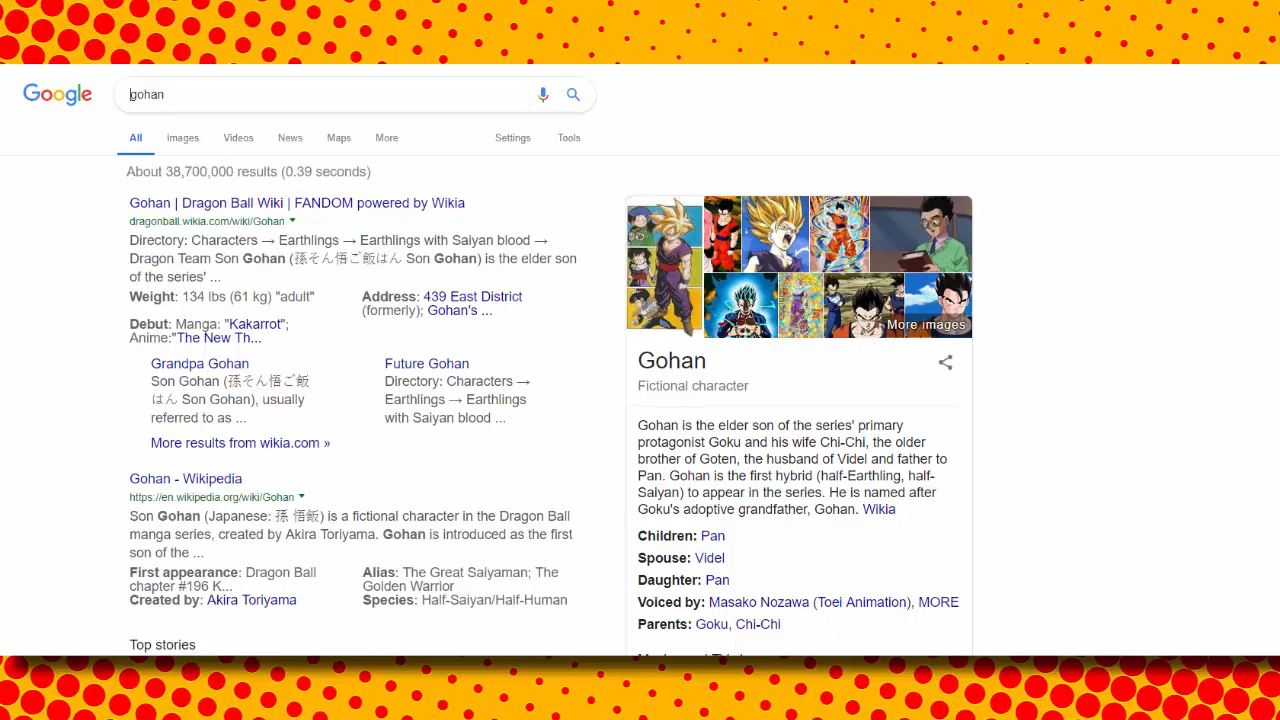 Google
gohan
All Images Videos News Maps More Settings Tools
About 38,700,000 results (0.39 seconds)
Gohan | Dragon Ball Wiki | FANDOM powered by Wikia
dragonball.wikia.com/wiki/Gohan
Directory: Characters → Earthlings → Earthlings with Saiyan blood →
Dragon Team Son Gohan (孫そん悟ご飯はん Son Gohan) is the elder son
of the series' ...
Weight: 134 lbs (61 kg) "adult"
Debut: Manga: "Kakarrot";
Anime:"The New Th...
Address: 439 East District
(formerly); Gohan's ...
Grandpa Gohan
Son Gohan (孫そん悟ご飯
はん Son Gohan), usually
referred to as ...
Future Gohan
Directory: Characters →
Earthlings → Earthlings
with Saiyan blood ...
More results from wikia.com »
Gohan - Wikipedia
https://en.wikipedia.org/wiki/Gohan
Son Gohan (Japanese: 孫 悟飯) is a fictional character in the Dragon Ball
manga series, created by Akira Toriyama. Gohan is introduced as the first
son of the ...
First appearance: Dragon Ball
chapter #196 K...
Created by: Akira Toriyama
Alias: The Great Saiyaman; The
Golden Warrior
Species: Half-Saiyan/Half-Human
Top stories
More images
Gohan
Fictional character
Gohan is the elder son of the series' primary
protagonist Goku and his wife Chi-Chi, the older
brother of Goten, the husband of Videl and father to
Pan. Gohan is the first hybrid (half-Earthling, half-
Saiyan) to appear in the series. He is named after
Goku's adoptive grandfather, Gohan. Wikia
Children: Pan
Spouse: Videl
Daughter: Pan
Voiced by: Masako Nozawa (Toei Animation), MORE
Parents: Goku, Chi-Chi